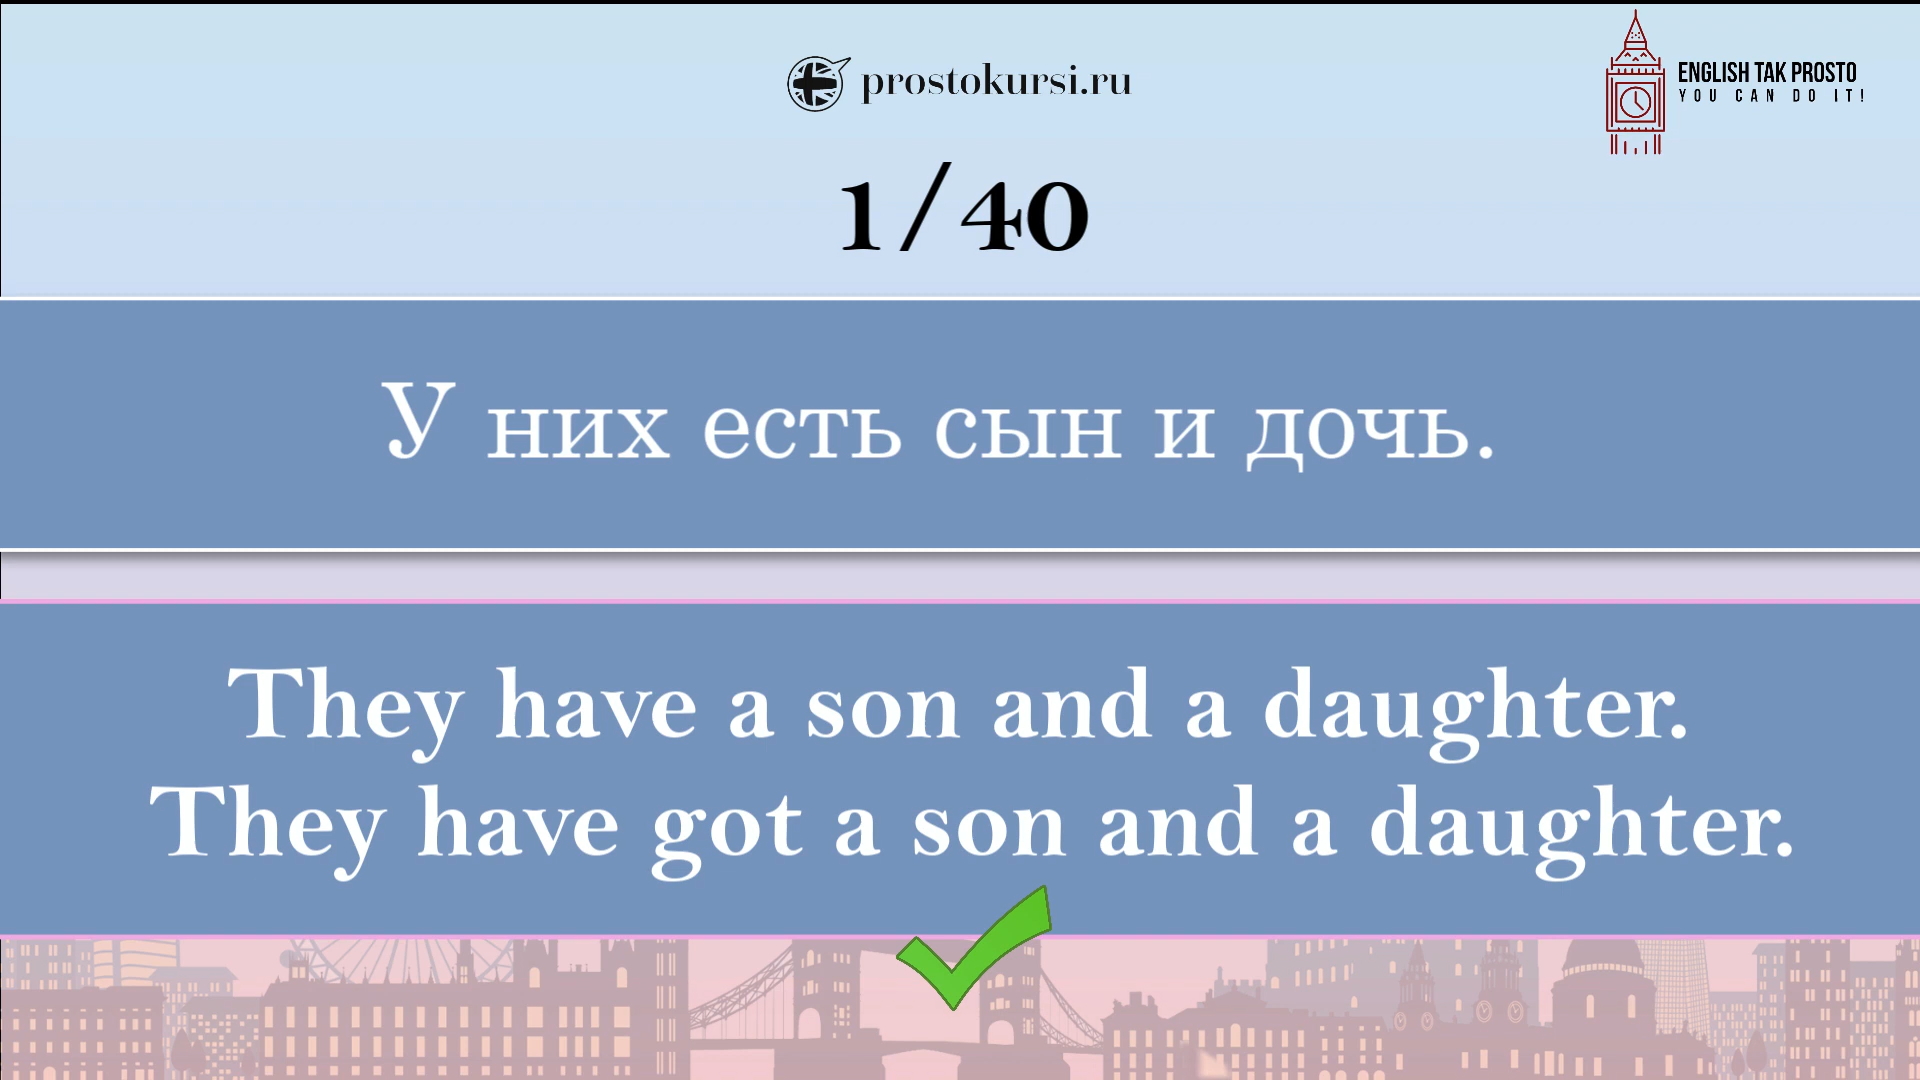 prostokursi.ru
ENGLISH TAK PROSTO
YOU CAN DO IT!
1/40
У них есть сын и дочь.
They have a son and a daughter.
They have got a son and a daughter.